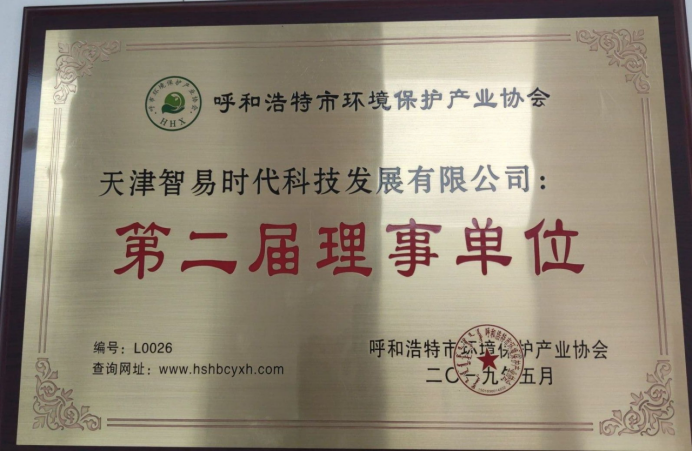 呼和浩特市环境保护产业协会
HHX
天津智易时代科技发展有限公司：
第二届理事单位
编号：L0026
查询网址：www.hshbcyxh.com
呼和浩特市环境保护产业协会
二〇一九年五月